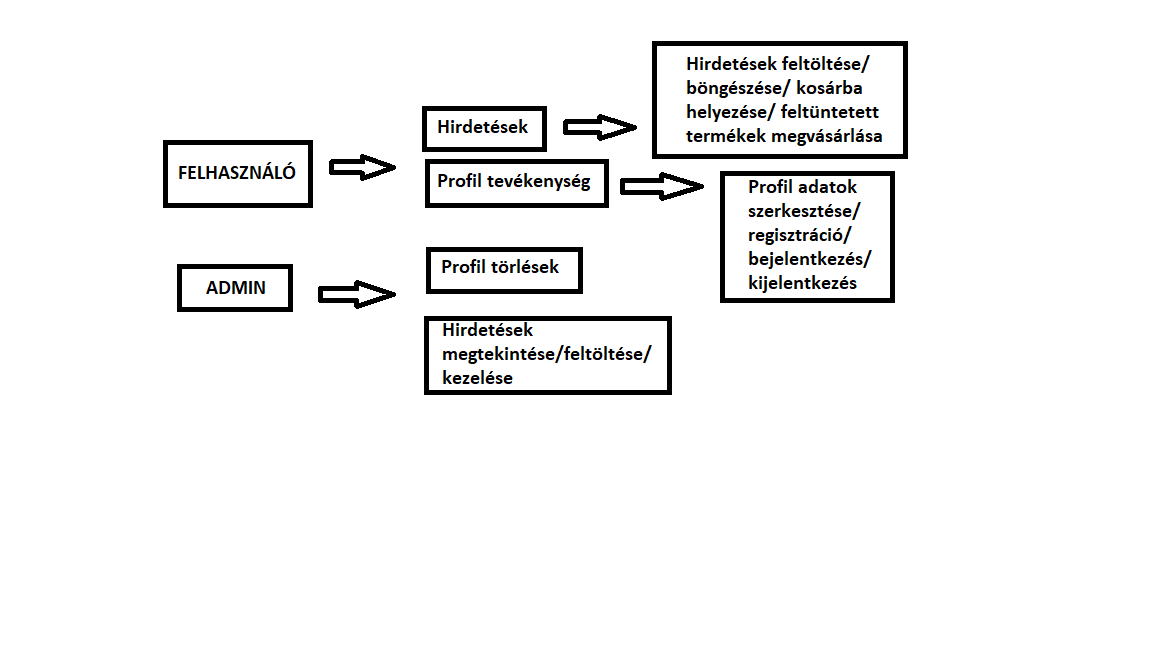 FELHASZNÁLÓ
Hirdetések
Hirdetések feltöltése/
böngészése/ kosárba
helyezése/ feltüntetett
termékek megvásárlása
Profil tevékenység
Profil adatok
szerkesztése/
regisztráció/
bejelentkezés/
kijelentkezés
ADMIN
Profil törlések
Hirdetések
megtekintése/feltöltése/
kezelése